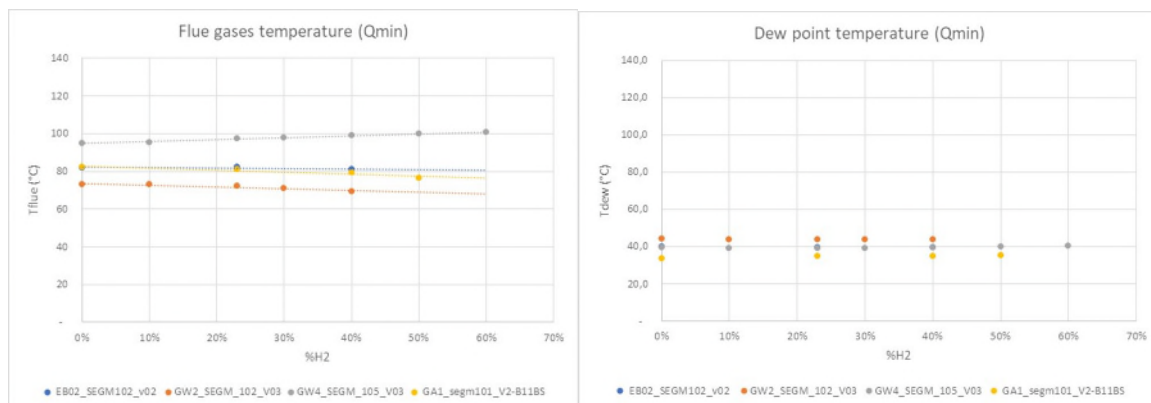 Flue gases temperature (Qmin)
140
120
100
80
60
40
20
-
Tflue (°C)
0% 10% 20% 30% 40% 50% 60% 70%
%H2
EB02_SEGM102_v02 GW2_SEGM_102_V03 GW4_SEGM_105_V03 GA1_segm101_V2-B11BS
Dew point temperature (Qmin)
140,0
120,0
100,0
80,0
60,0
40,0
20,0
-
Tdew (°C)
0% 10% 20% 30% 40% 50% 60% 70%
%H2
EB02_SEGM102_v02 GW2_SEGM_102_V03 GW4_SEGM_105_V03 GA1_segm101_V2-B11BS